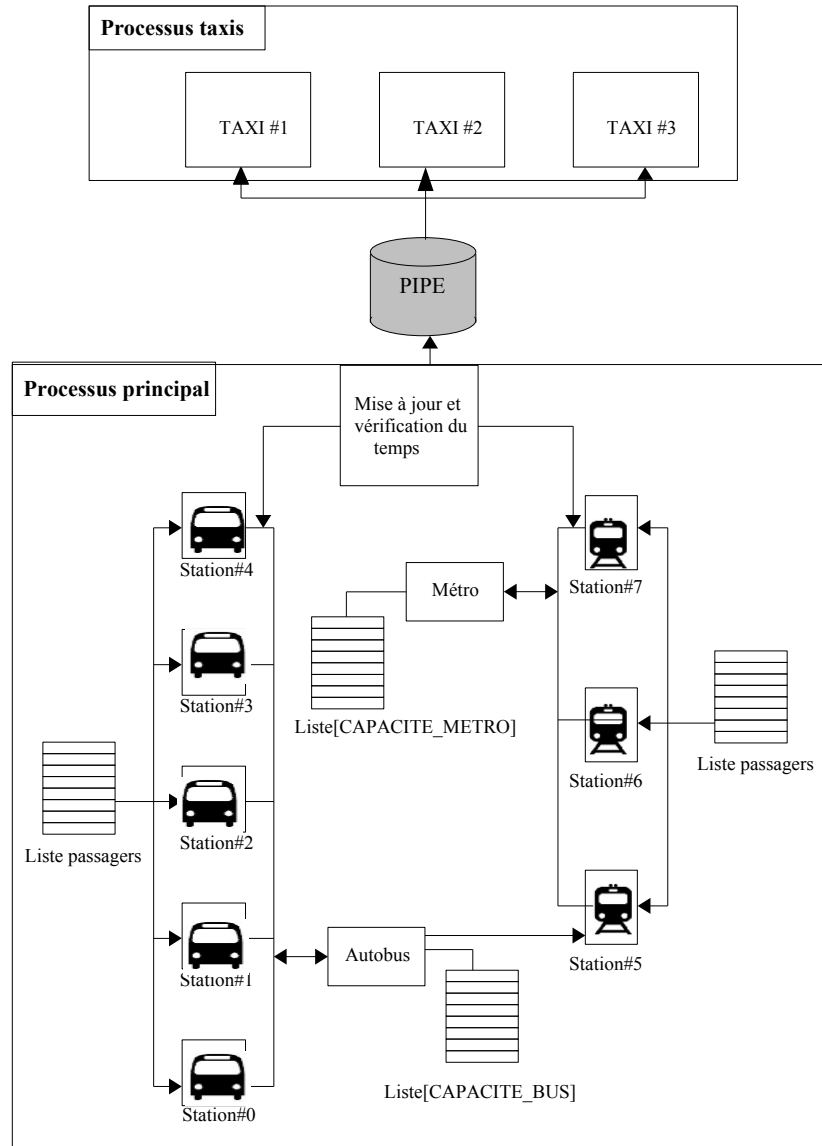 Processus taxis
TAXI #1
TAXI #2
TAXI #3
PIPE
Processus principal
Mise à jour et
vérification du
temps
Station#4
Station#7
Métro
Station#3
Liste[CAPACITE_METRO]
Station#6
Liste passagers
Station#2
Liste passagers
Autobus
Station#1
Station#5
Liste[CAPACITE_BUS]
Station#0